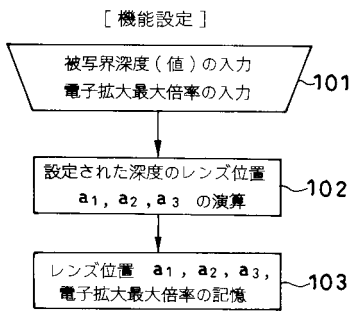 [機能設定]
被写界深度(値)の入力
電子拡大最大倍率の入力
101
設定された深度のレンズ位置
a1, a2, a3 の演算
102
レンズ位置 a1, a2, a3,
電子拡大最大倍率の記憶
103